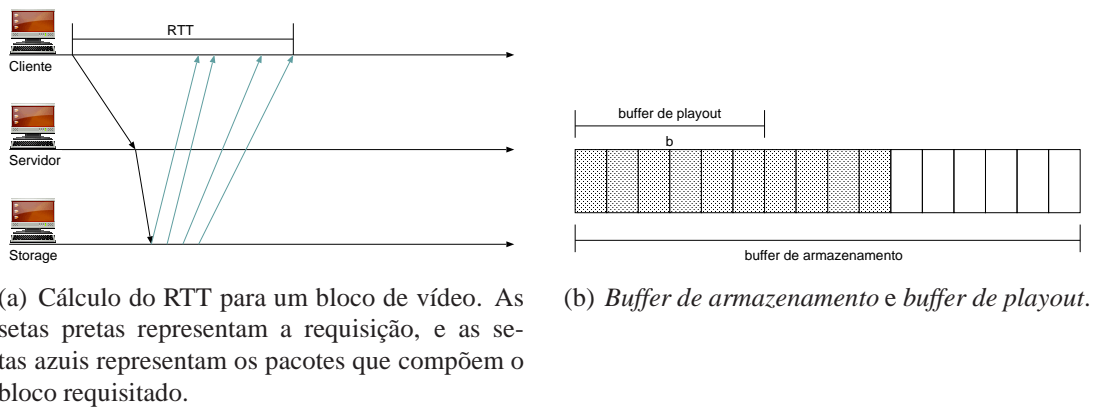 RTT
Cliente
Servidor
Storage
buffer de playout
b
buffer de armazenamento
(a) Cálculo do RTT para um bloco de vídeo. As
setas pretas representam a requisição, e as se-
tas azuis representam os pacotes que compõem o
bloco requisitado.
(b) Buffer de armazenamento e buffer de playout.